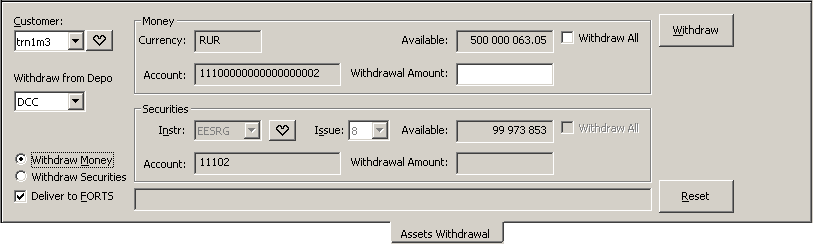 Customer:
trn1m3
Withdraw from Depo
DCC
Withdraw Money
Withdraw Securities
Deliver to FORTS
Money
Currency: RUR Available: 500 000 063.05 Withdraw All
Account: 11100000000000000002 Withdrawal Amount:
Securities
Instr: EESRG Issue: 8 Available: 99 973 853 Withdraw All
Account: 11102 Withdrawal Amount:
Withdraw
Reset
Assets Withdrawal